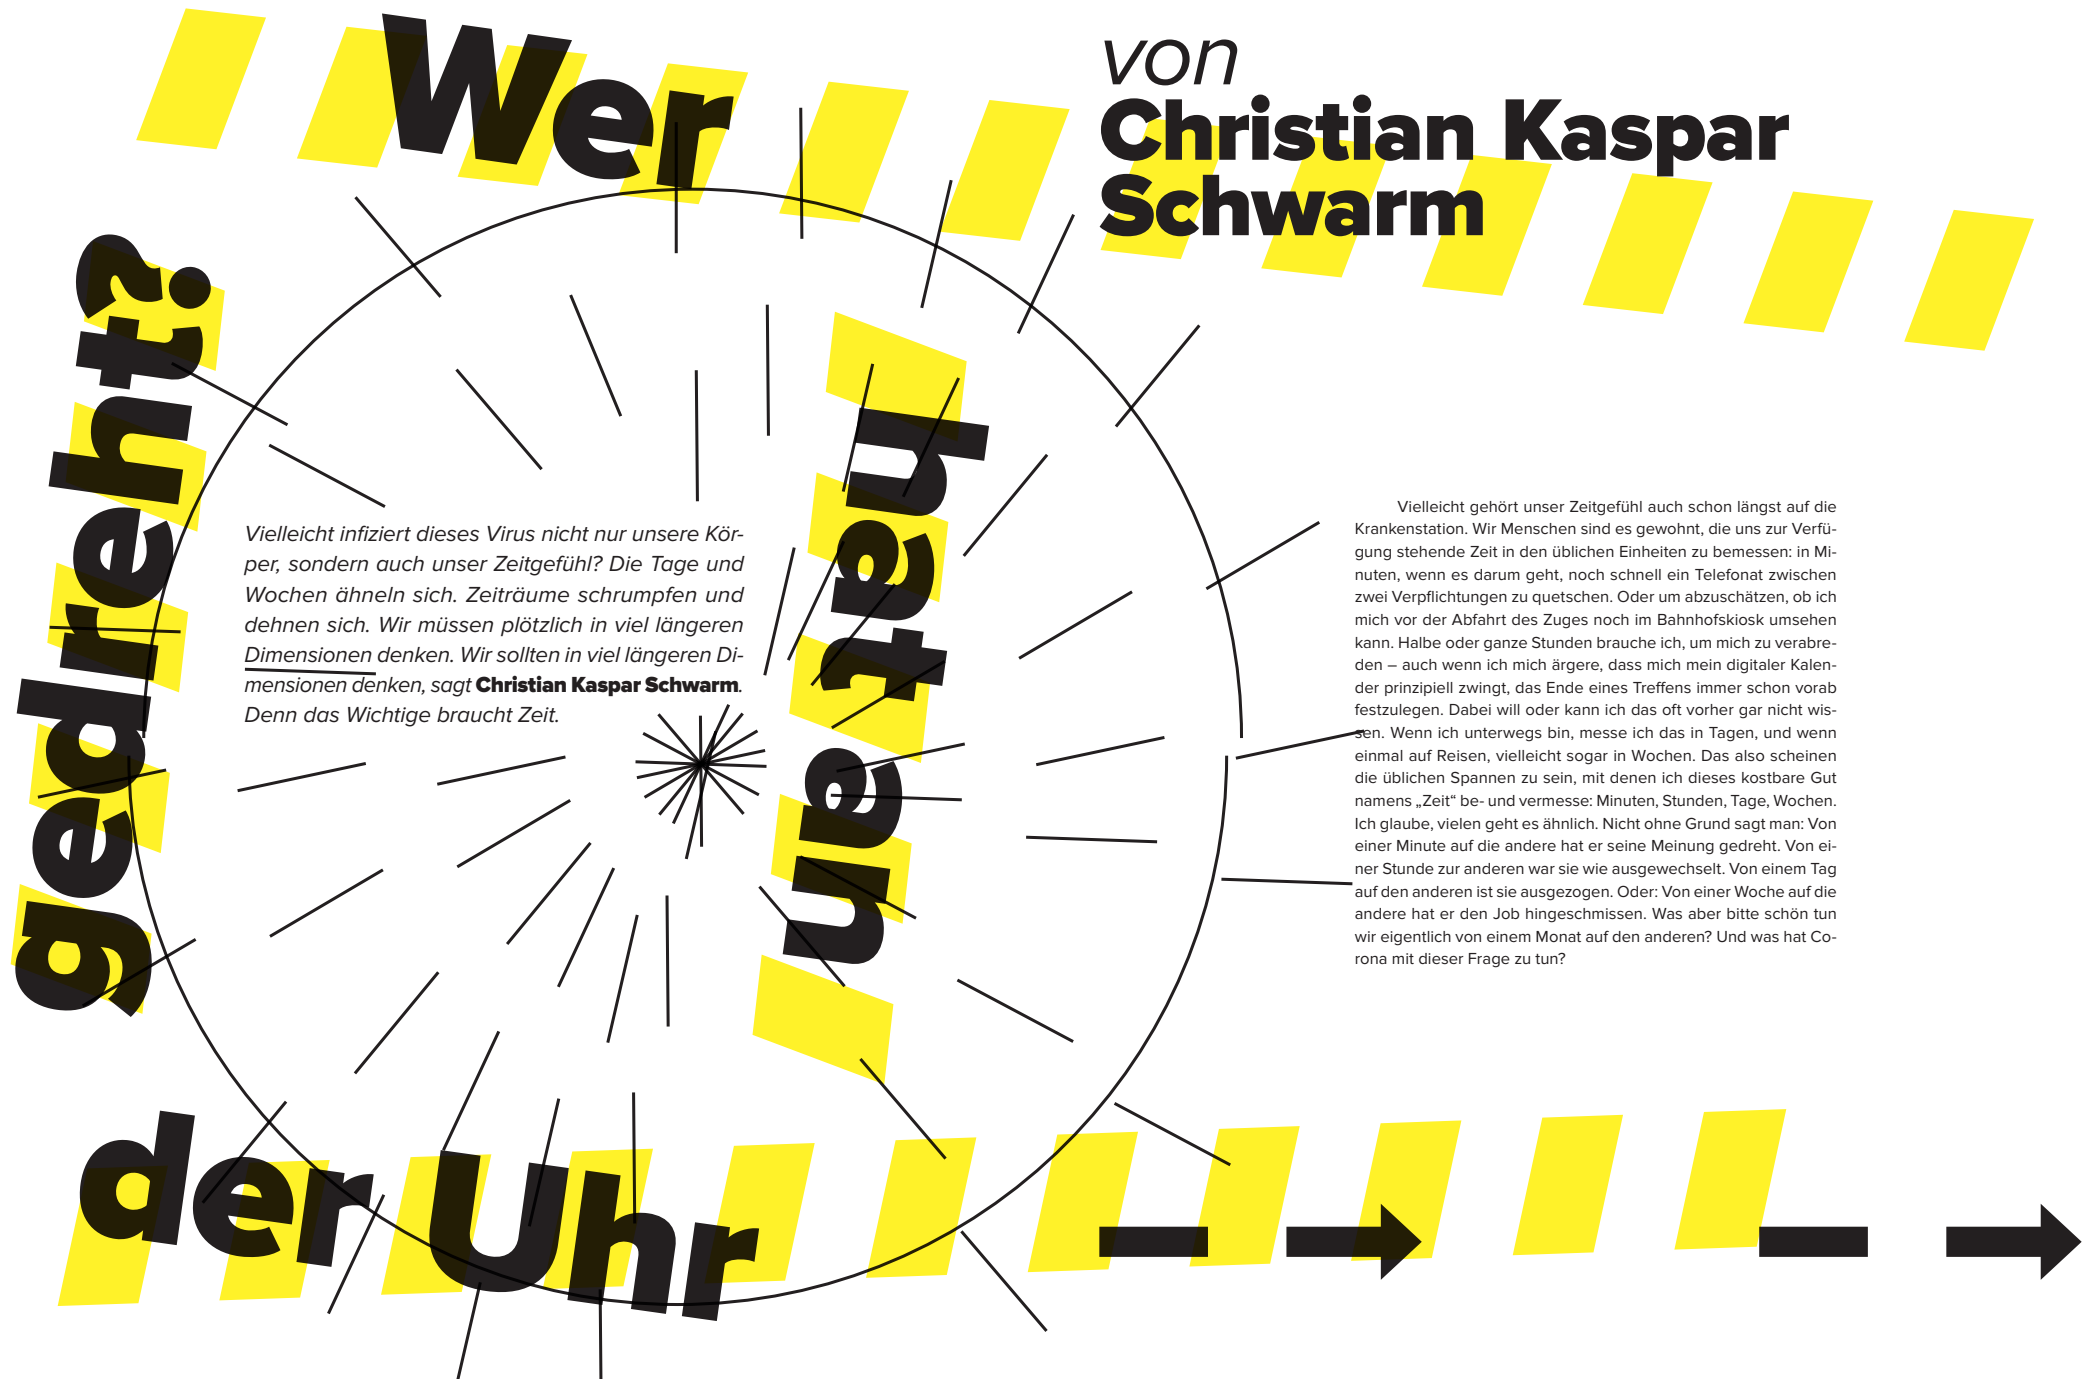 Wer
hat an
der Uhr
gedreht?
von
Christian Kaspar
Schwarm
Vielleicht infiziert dieses Virus nicht nur unsere Kör-
per, sondern auch unser Zeitgefühl? Die Tage und
Wochen ähneln sich. Zeiträume schrumpfen und
dehnen sich. Wir müssen plötzlich in viel längeren
Dimensionen denken. Wir sollten in viel längeren Di-
mensionen denken, sagt Christian Kaspar Schwarm.
Denn das Wichtige braucht Zeit.
Vielleicht gehört unser Zeitgefühl auch schon längst auf die
Krankenstation. Wir Menschen sind es gewohnt, die uns zur Verfü-
gung stehende Zeit in den üblichen Einheiten zu bemessen: in Mi-
nuten, wenn es darum geht, noch schnell ein Telefonat zwischen
zwei Verpflichtungen zu quetschen. Oder um abzuschätzen, ob ich
mich vor der Abfahrt des Zuges noch im Bahnhofskiosk umsehen
kann. Halbe oder ganze Stunden brauche ich, um mich zu verabre-
den – auch wenn ich mich ärgere, dass mich mein digitaler Kalen-
der prinzipiell zwingt, das Ende eines Treffens immer schon vorab
festzulegen. Dabei will oder kann ich das oft vorher gar nicht wis-
sen. Wenn ich unterwegs bin, messe ich das in Tagen, und wenn
einmal auf Reisen, vielleicht sogar in Wochen. Das also scheinen
die üblichen Spannen zu sein, mit denen ich dieses kostbare Gut
namens „Zeit“ be- und vermesse: Minuten, Stunden, Tage, Wochen.
Ich glaube, vielen geht es ähnlich. Nicht ohne Grund sagt man: Von
einer Minute auf die andere hat er seine Meinung gedreht. Von ei-
ner Stunde zur anderen war sie wie ausgewechselt. Von einem Tag
auf den anderen ist sie ausgezogen. Oder: Von einer Woche auf die
andere hat er den Job hingeschmissen. Was aber bitte schön tun
wir eigentlich von einem Monat auf den anderen? Und was hat Co-
rona mit dieser Frage zu tun?